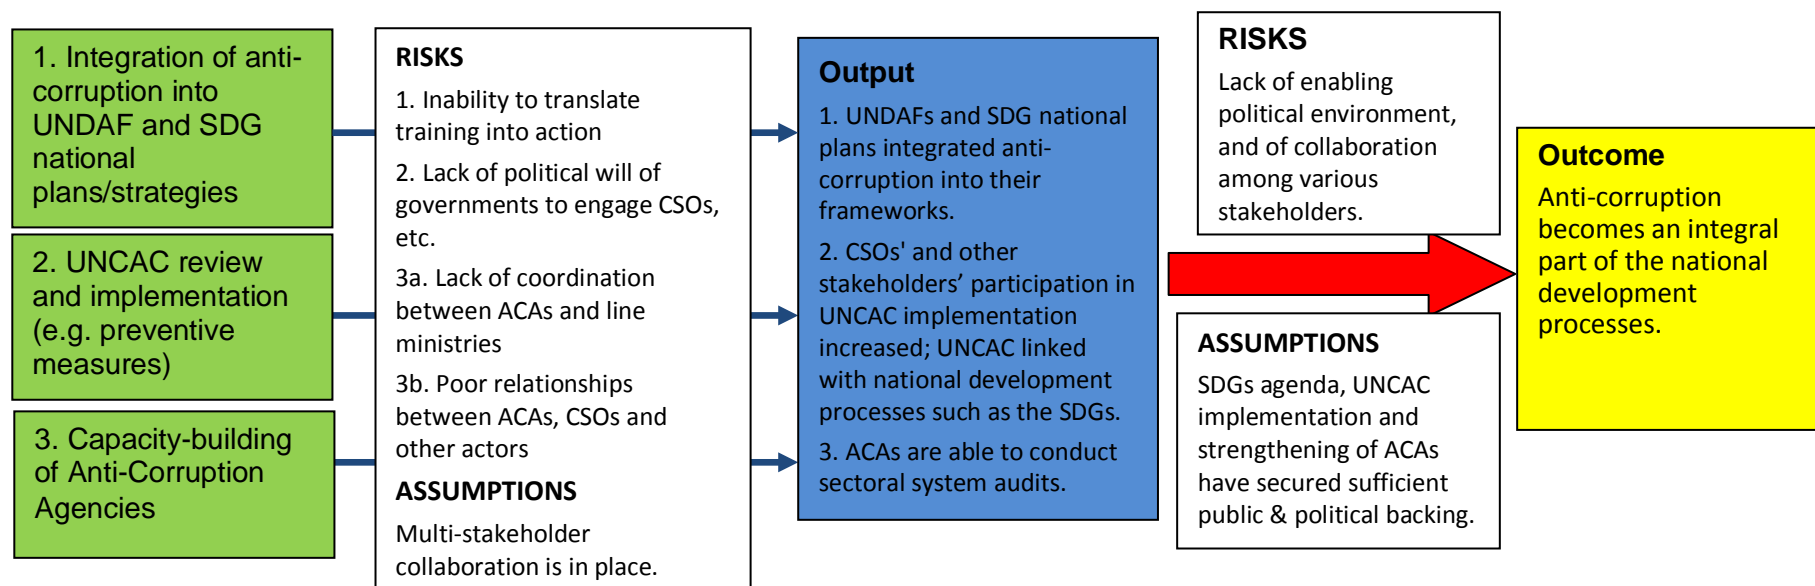 1. Integration of anti-
corruption into
UNDAF and SDG
national
plans/strategies
2. UNCAC review
and implementation
(e.g. preventive
measures)
3. Capacity-building
of Anti-Corruption
Agencies
RISKS
1. Inability to translate
training into action
2. Lack of political will of
governments to engage CSOs,
etc.
3a. Lack of coordination
between ACAs and line
ministries
3b. Poor relationships
between ACAs, CSOs and
other actors
ASSUMPTIONS
Multi-stakeholder
collaboration is in place.
Output
1. UNDAFs and SDG national
plans integrated anti-
corruption into their
frameworks.
2. CSOs' and other
stakeholders’ participation in
UNCAC implementation
increased; UNCAC linked
with national development
processes such as the SDGs.
3. ACAs are able to conduct
sectoral system audits.
RISKS
Lack of enabling
political environment,
and of collaboration
among various
stakeholders.
ASSUMPTIONS
SDGs agenda, UNCAC
implementation and
strengthening of ACAs
have secured sufficient
public & political backing.
Outcome
Anti-corruption
becomes an integral
part of the national
development
processes.